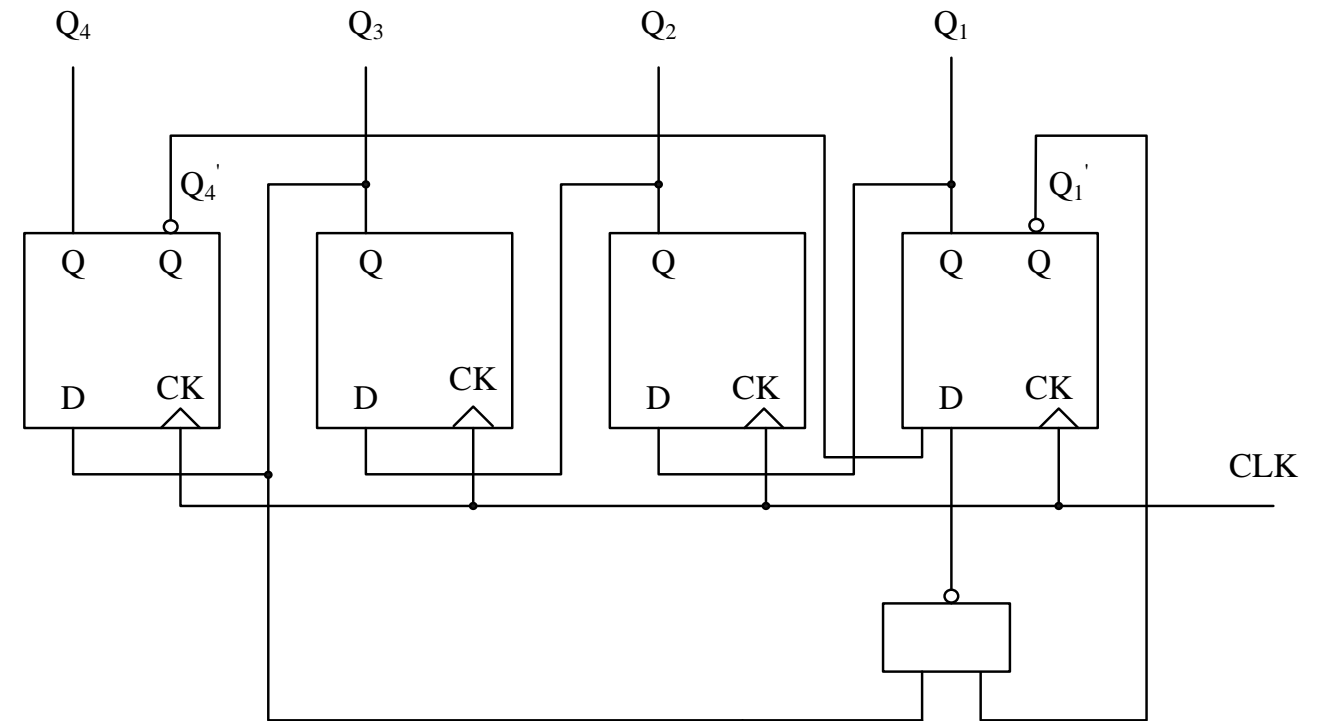 Q₄ Q₃ Q₂ Q₁
Q₄' Q₁'
Q Q Q Q Q Q
D CK D CK D CK D CK
CLK